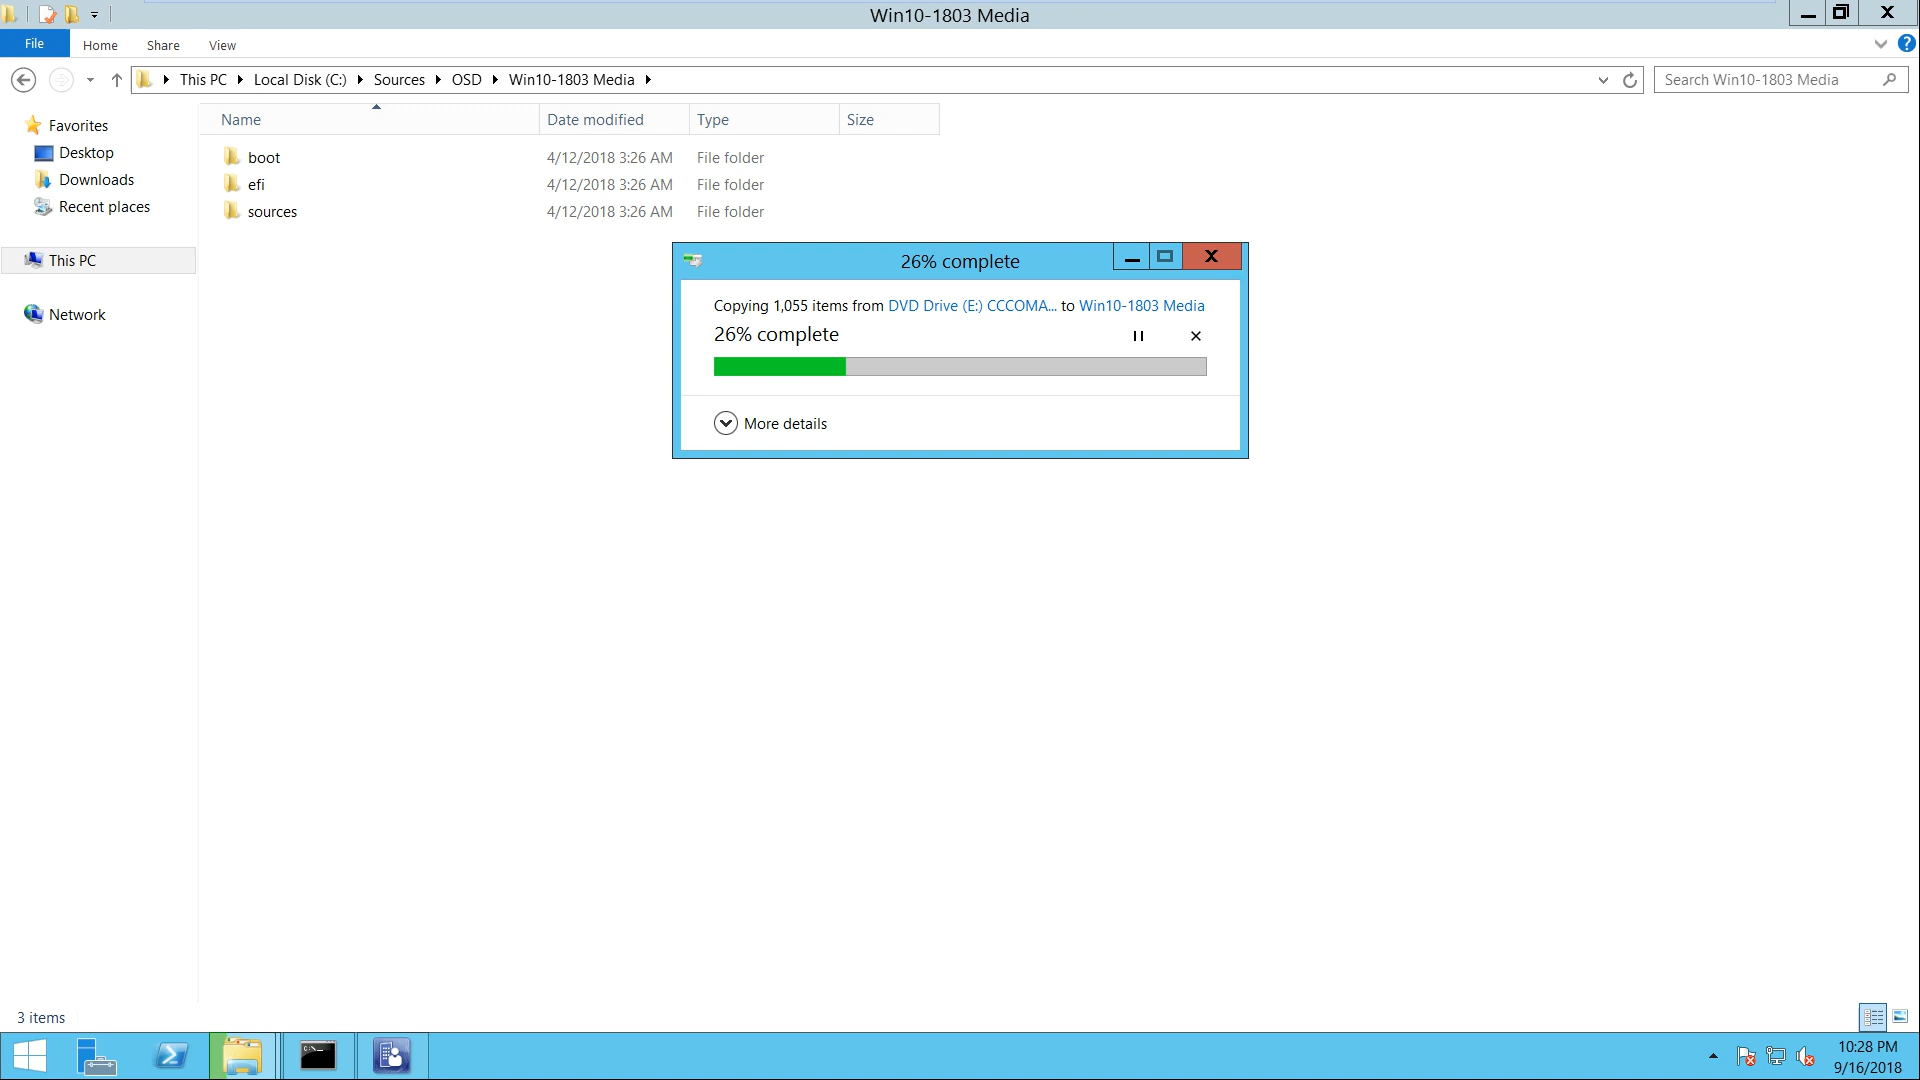 Win10-1803 Media
File Home Share View
This PC Local Disk (C:) Sources OSD Win10-1803 Media
Search Win10-1803 Media
Favorites
Desktop
Downloads
Recent places
This PC
Network
Name Date modified Type Size
boot 4/12/2018 3:26 AM File folder
efi 4/12/2018 3:26 AM File folder
sources 4/12/2018 3:26 AM File folder
26% complete
Copying 1,055 items from DVD Drive (E:) CCCOMA... to Win10-1803 Media
26% complete
More details
3 items
10:28 PM
9/16/2018